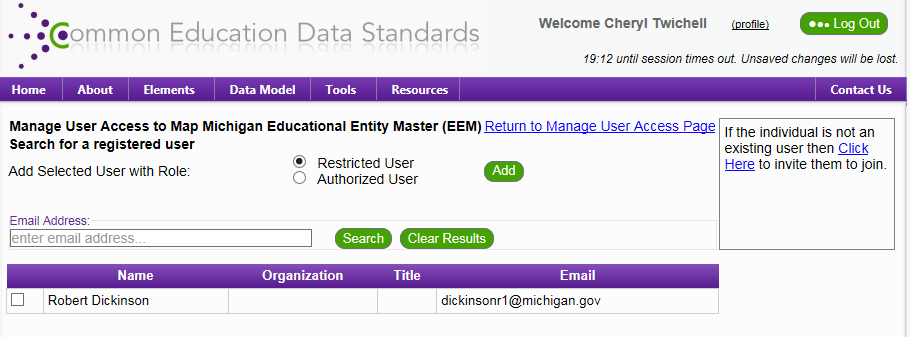 Common Education Data Standards
Welcome Cheryl Twichell (profile) ●●● Log Out
19:12 until session times out. Unsaved changes will be lost.
Home About Elements Data Model Tools Resources Contact Us
Manage User Access to Map Michigan Educational Entity Master (EEM) Return to Manage User Access Page
Search for a registered user
Add Selected User with Role:
Restricted User
Authorized User
Add
If the individual is not an
existing user then Click
Here to invite them to join.
Email Address:
enter email address... Search Clear Results
Name Organization Title Email
Robert Dickinson dickinsonr1@michigan.gov